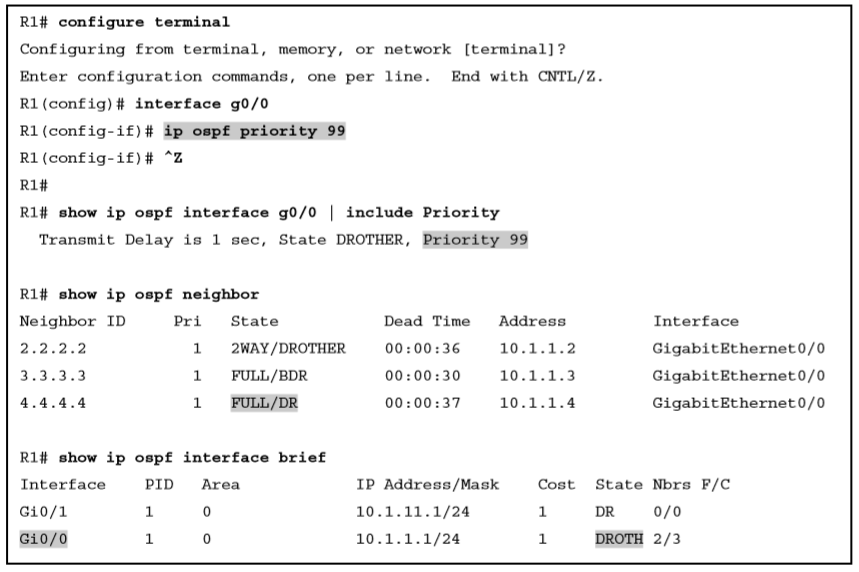 R1# configure terminal
Configuring from terminal, memory, or network [terminal]?
Enter configuration commands, one per line.  End with CNTL/Z.
R1(config)# interface g0/0
R1(config-if)# ip ospf priority 99
R1(config-if)# ^Z
R1#
R1# show ip ospf interface g0/0 | include Priority
  Transmit Delay is 1 sec, State DROTHER, Priority 99
R1# show ip ospf neighbor
Neighbor ID     Pri   State           Dead Time   Address         Interface
2.2.2.2           1   2WAY/DROTHER    00:00:36    10.1.1.2        GigabitEthernet0/0
3.3.3.3           1   FULL/BDR        00:00:30    10.1.1.3        GigabitEthernet0/0
4.4.4.4           1   FULL/DR         00:00:37    10.1.1.4        GigabitEthernet0/0
R1# show ip ospf interface brief
Interface    PID   Area            IP Address/Mask    Cost  State Nbrs F/C
Gi0/1        1     0               10.1.11.1/24       1     DR    0/0
Gi0/0        1     0               10.1.1.1/24        1     DROTH 2/3